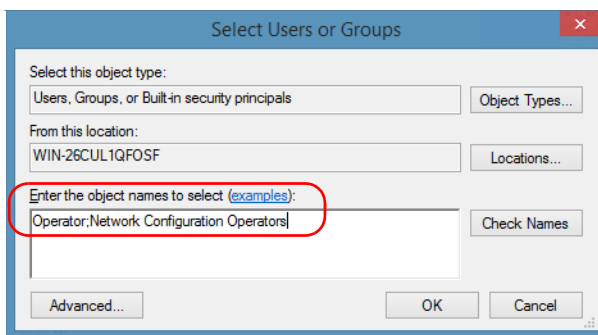 Select Users or Groups
Select this object type:
Users, Groups, or Built-in security principals
Object Types...
From this location:
WIN-26CUL1QFOSF
Locations...
Enter the object names to select (examples):
Operator;Network Configuration Operators
Check Names
Advanced...
OK
Cancel